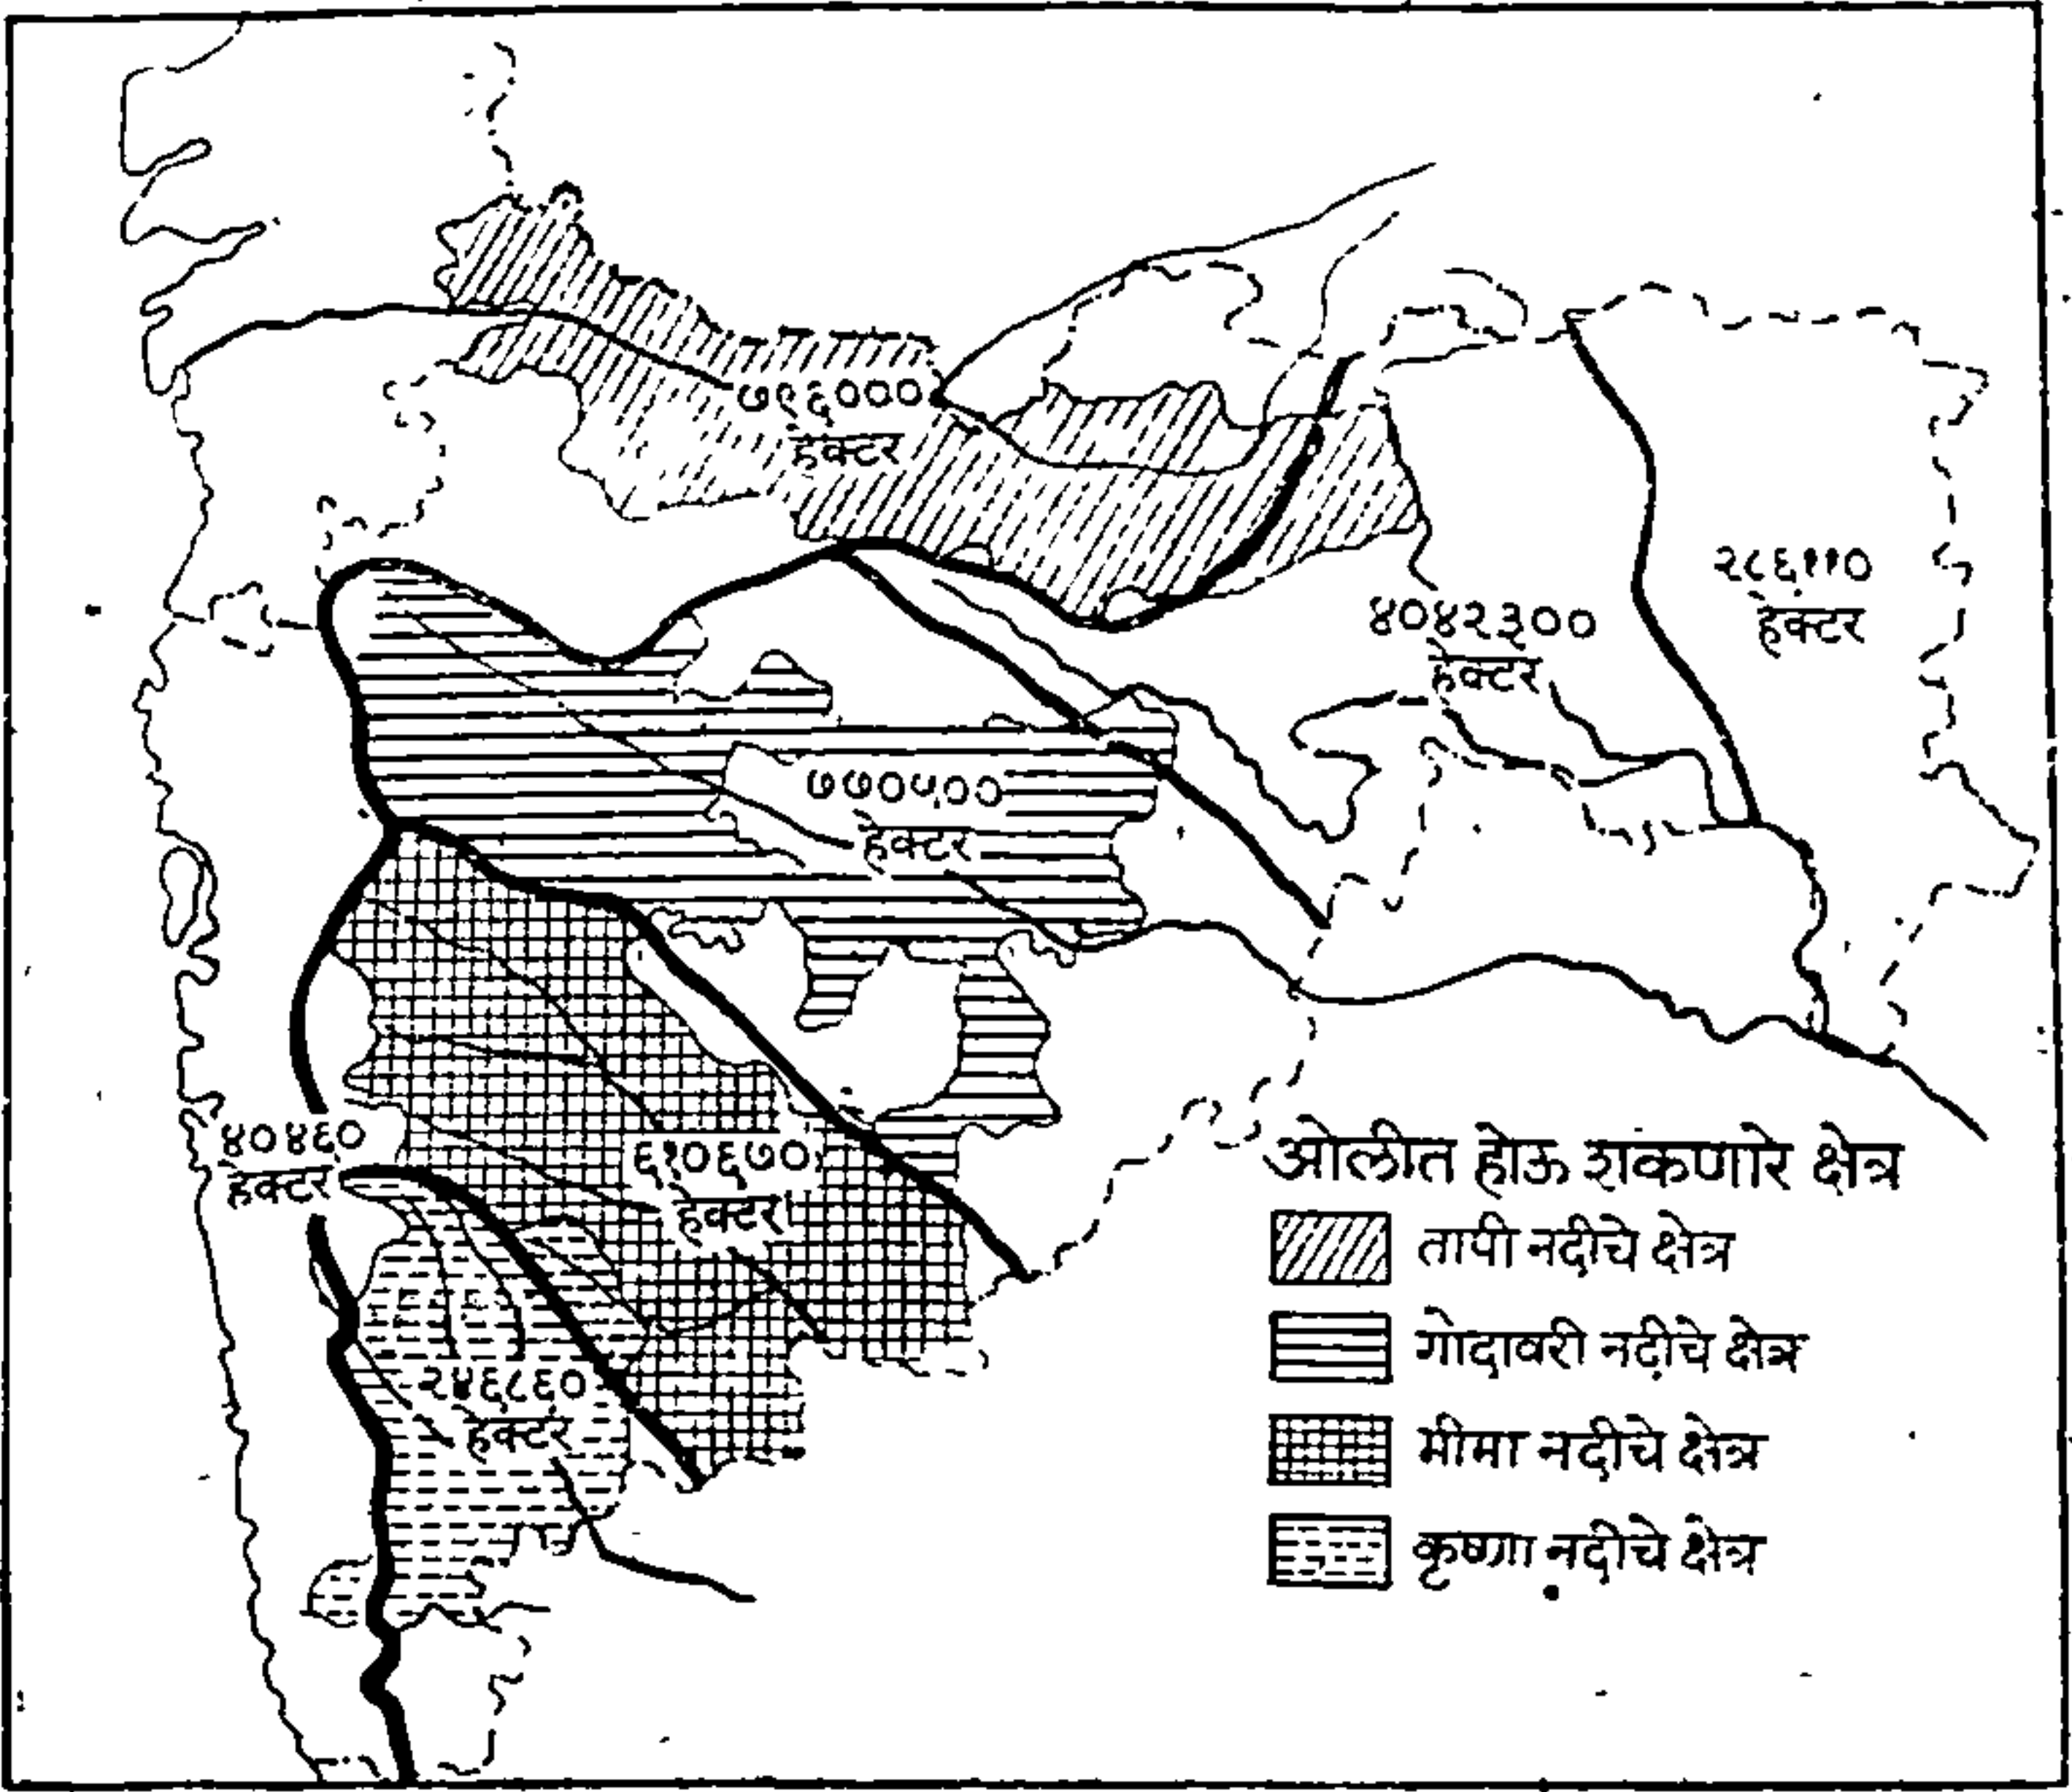 ७९६०००
हेक्टर
२८६११०
हेक्टर
४०४२३००
हेक्टर
७७०५००
हेक्टर
४०४६०
हेक्टर
६१०६७०
हेक्टर
२४६८६०
हेक्टर
ओलीत होऊ शकणारे क्षेत्र
तापी नदीचे क्षेत्र
गोदावरी नदीचे क्षेत्र
भीमा नदीचे क्षेत्र
कृष्णा नदीचे क्षेत्र